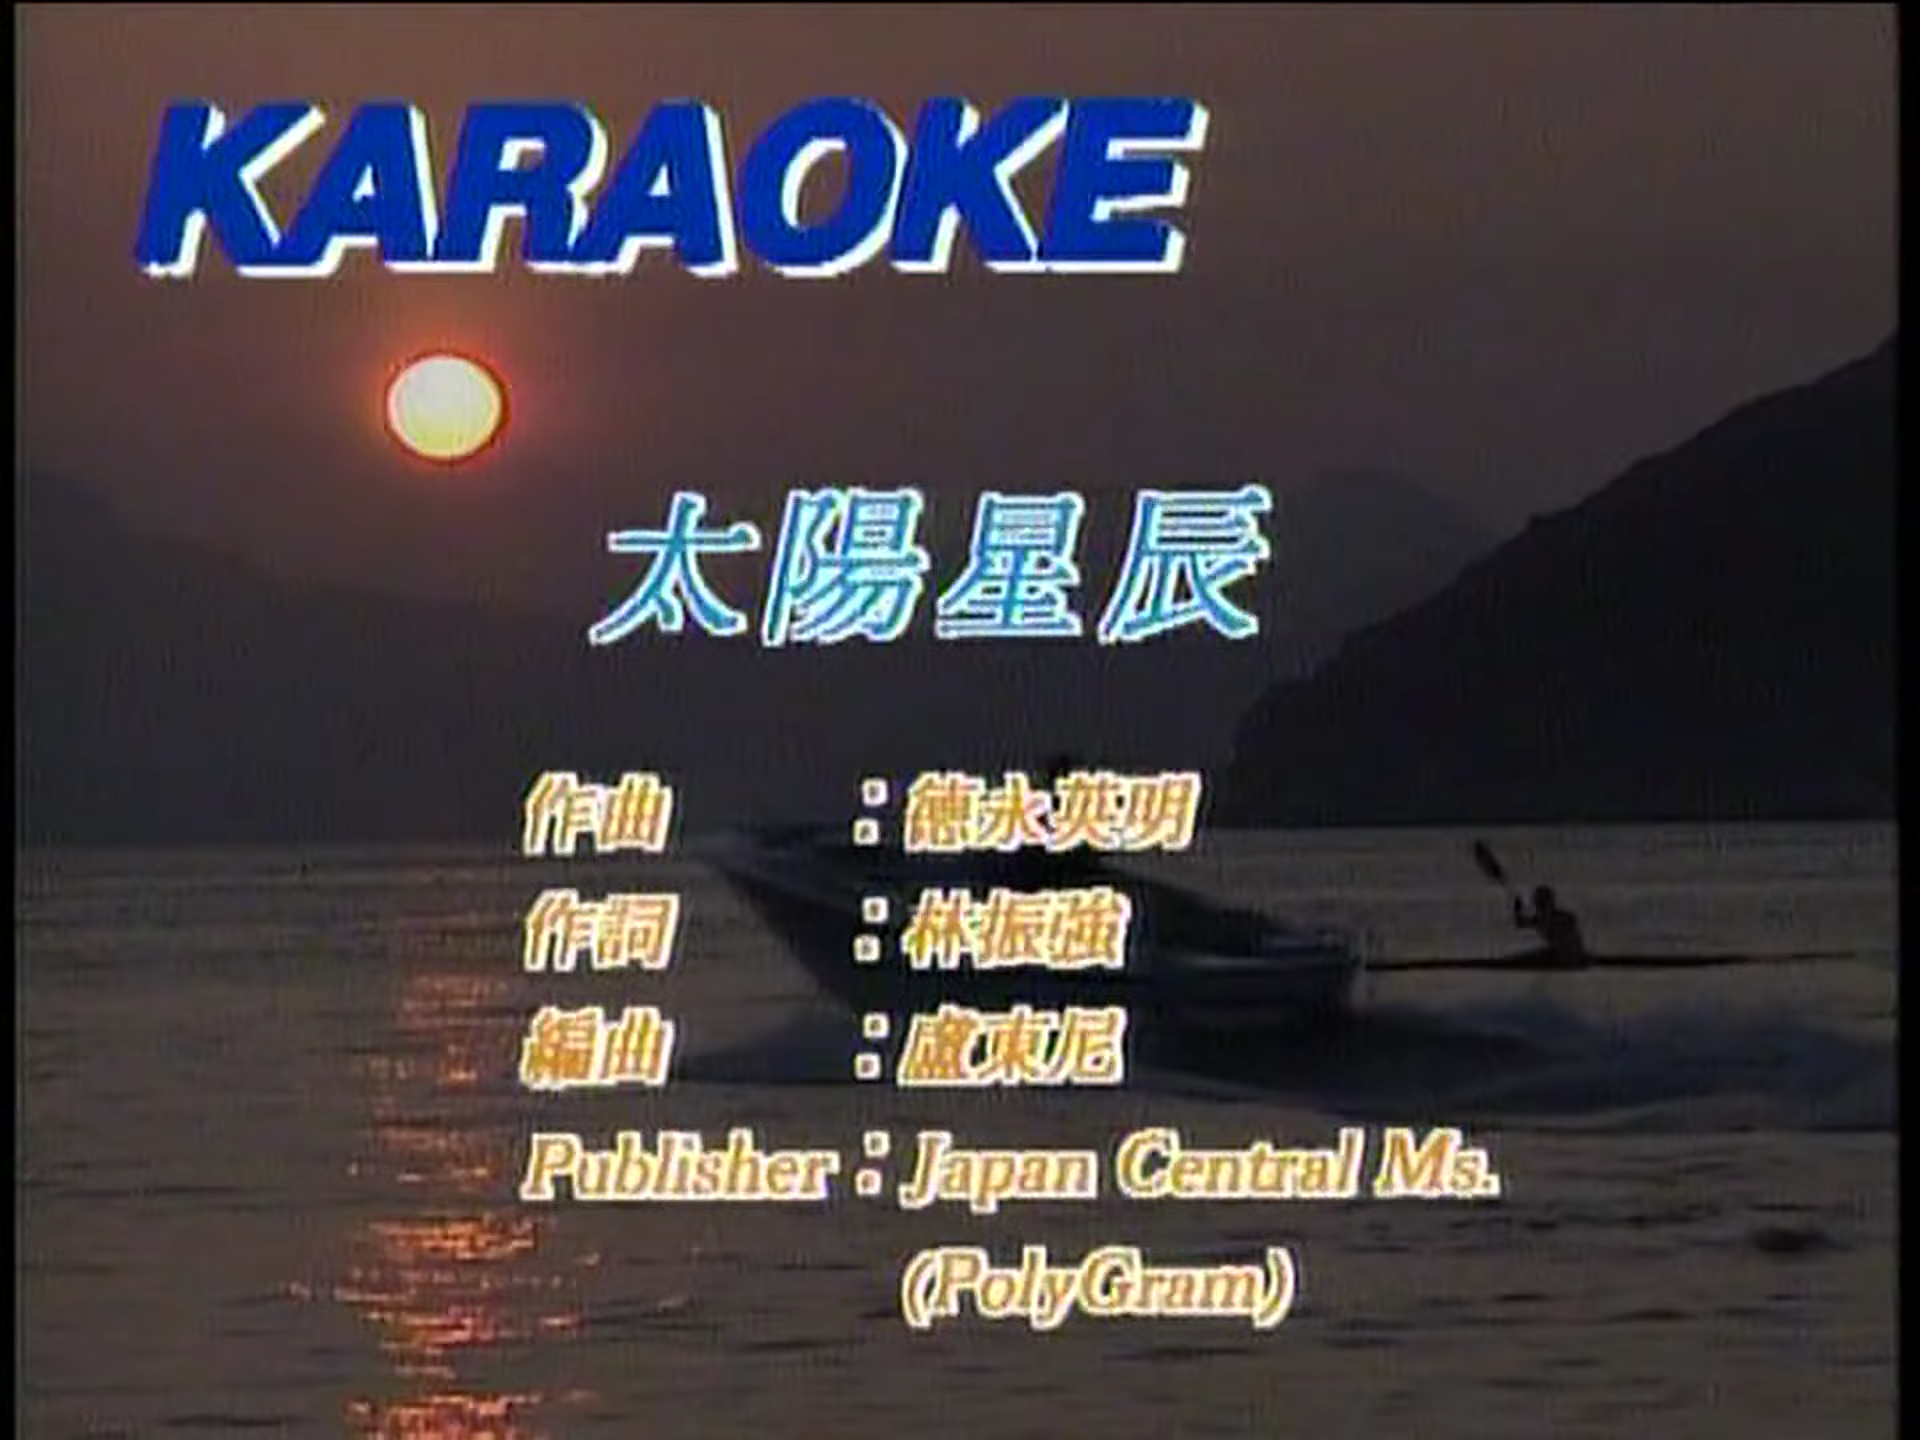 KARAOKE
太陽星辰
作曲 : 德永英明
作詞 : 林振強
編曲 : 盧東尼
Publisher : Japan Central Ms.
(PolyGram)